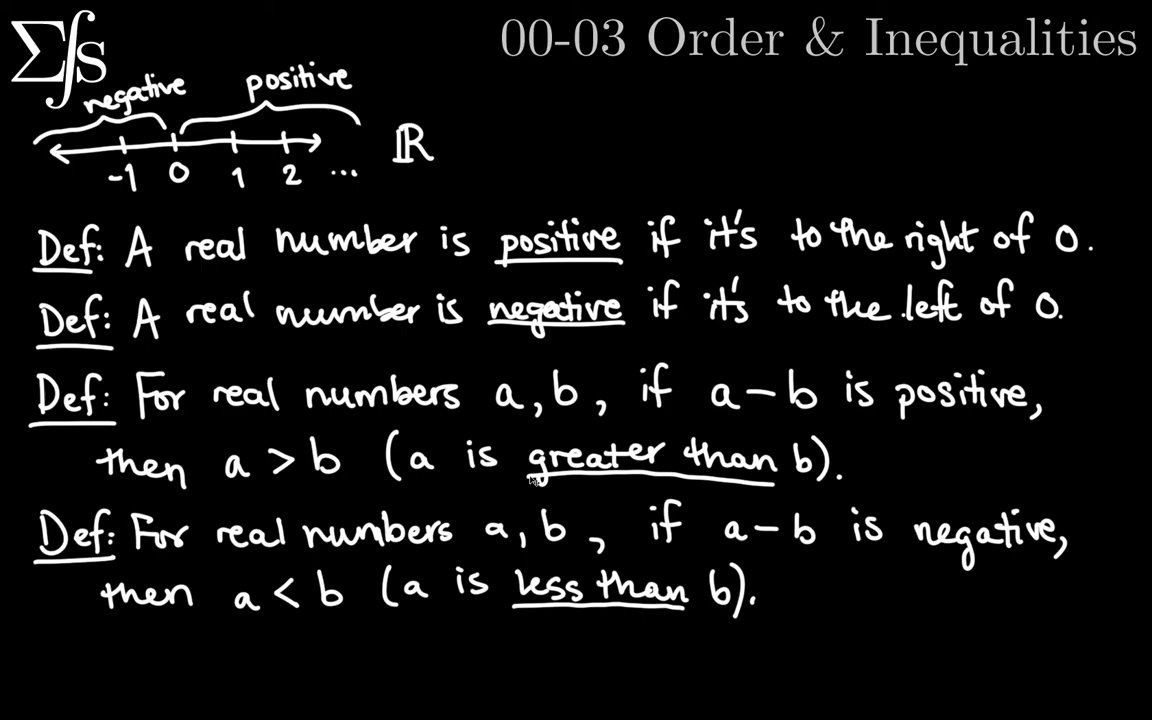 Σ∫s
00-03 Order & Inequalities
negative positive
-1 0 1 2 ... ℝ
Def: A real number is positive if it's to the right of 0.
Def: A real number is negative if it's to the left of 0.
Def: For real numbers a, b, if a - b is positive,
then a > b (a is greater than b).
Def: For real numbers a, b, if a - b is negative,
then a < b (a is less than b).